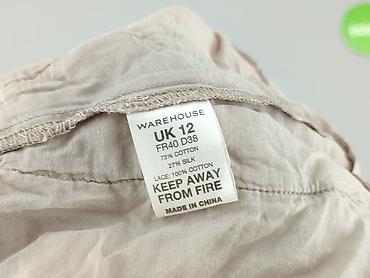 WAREHOUSE
UK 12
FR40 D38
73% COTTON
27% SILK
LACE: 100% COTTON
KEEP AWAY
FROM FIRE
MADE IN CHINA